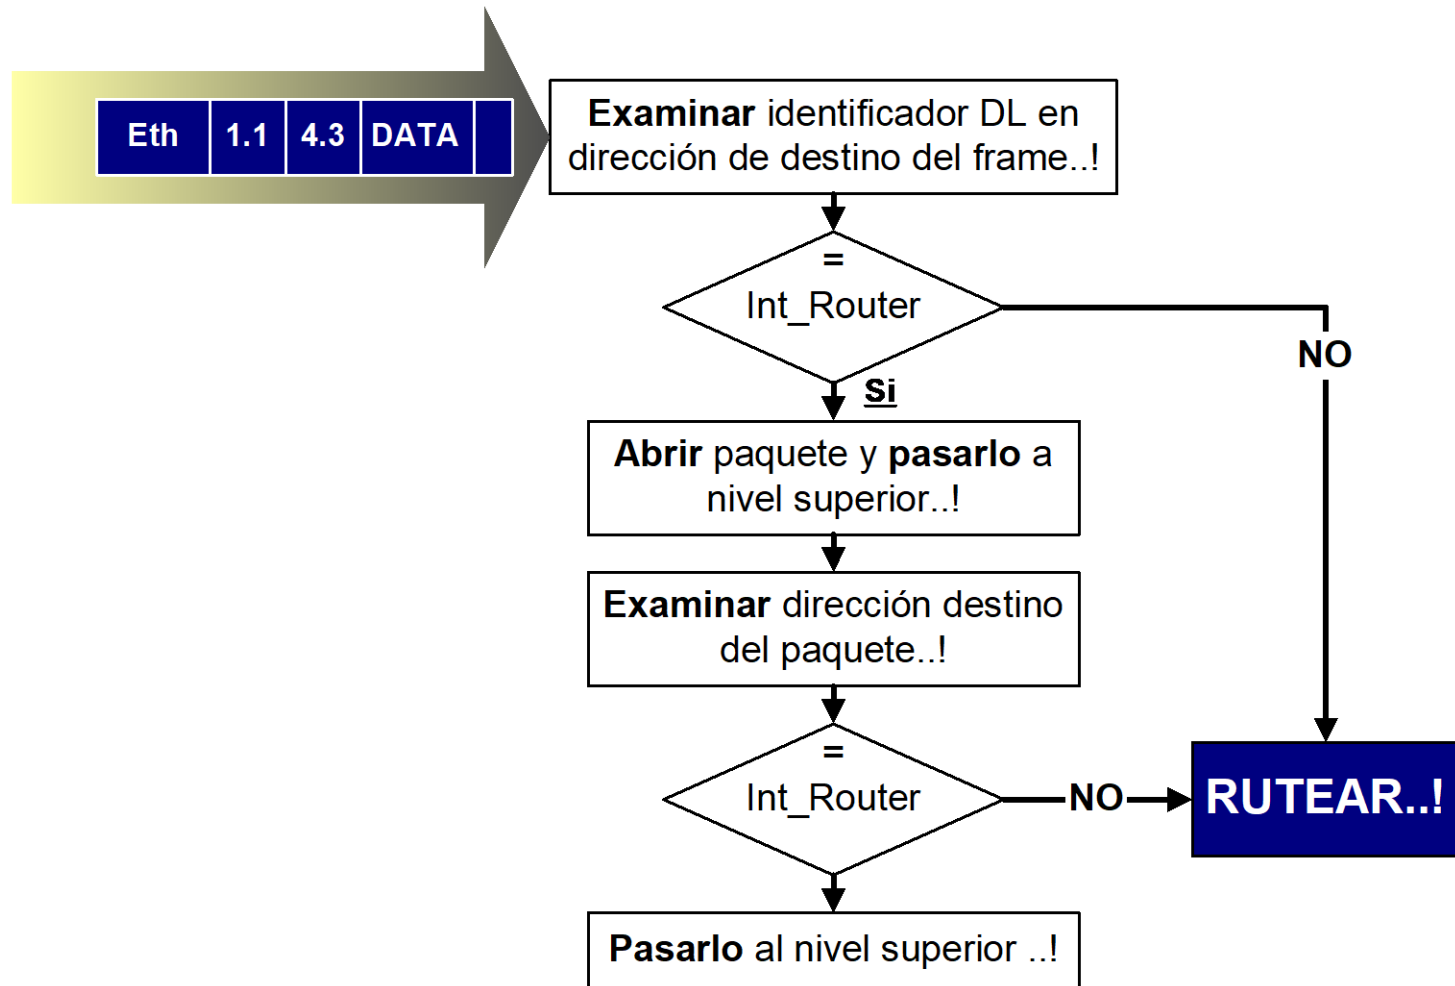 Eth 1.1 4.3 DATA
Examinar identificador DL en
dirección de destino del frame..!
=
Int_Router
NO
Si
Abrir paquete y pasarlo a
nivel superior..!
Examinar dirección destino
del paquete..!
=
Int_Router
NO
RUTEAR..!
Pasarlo al nivel superior ..!